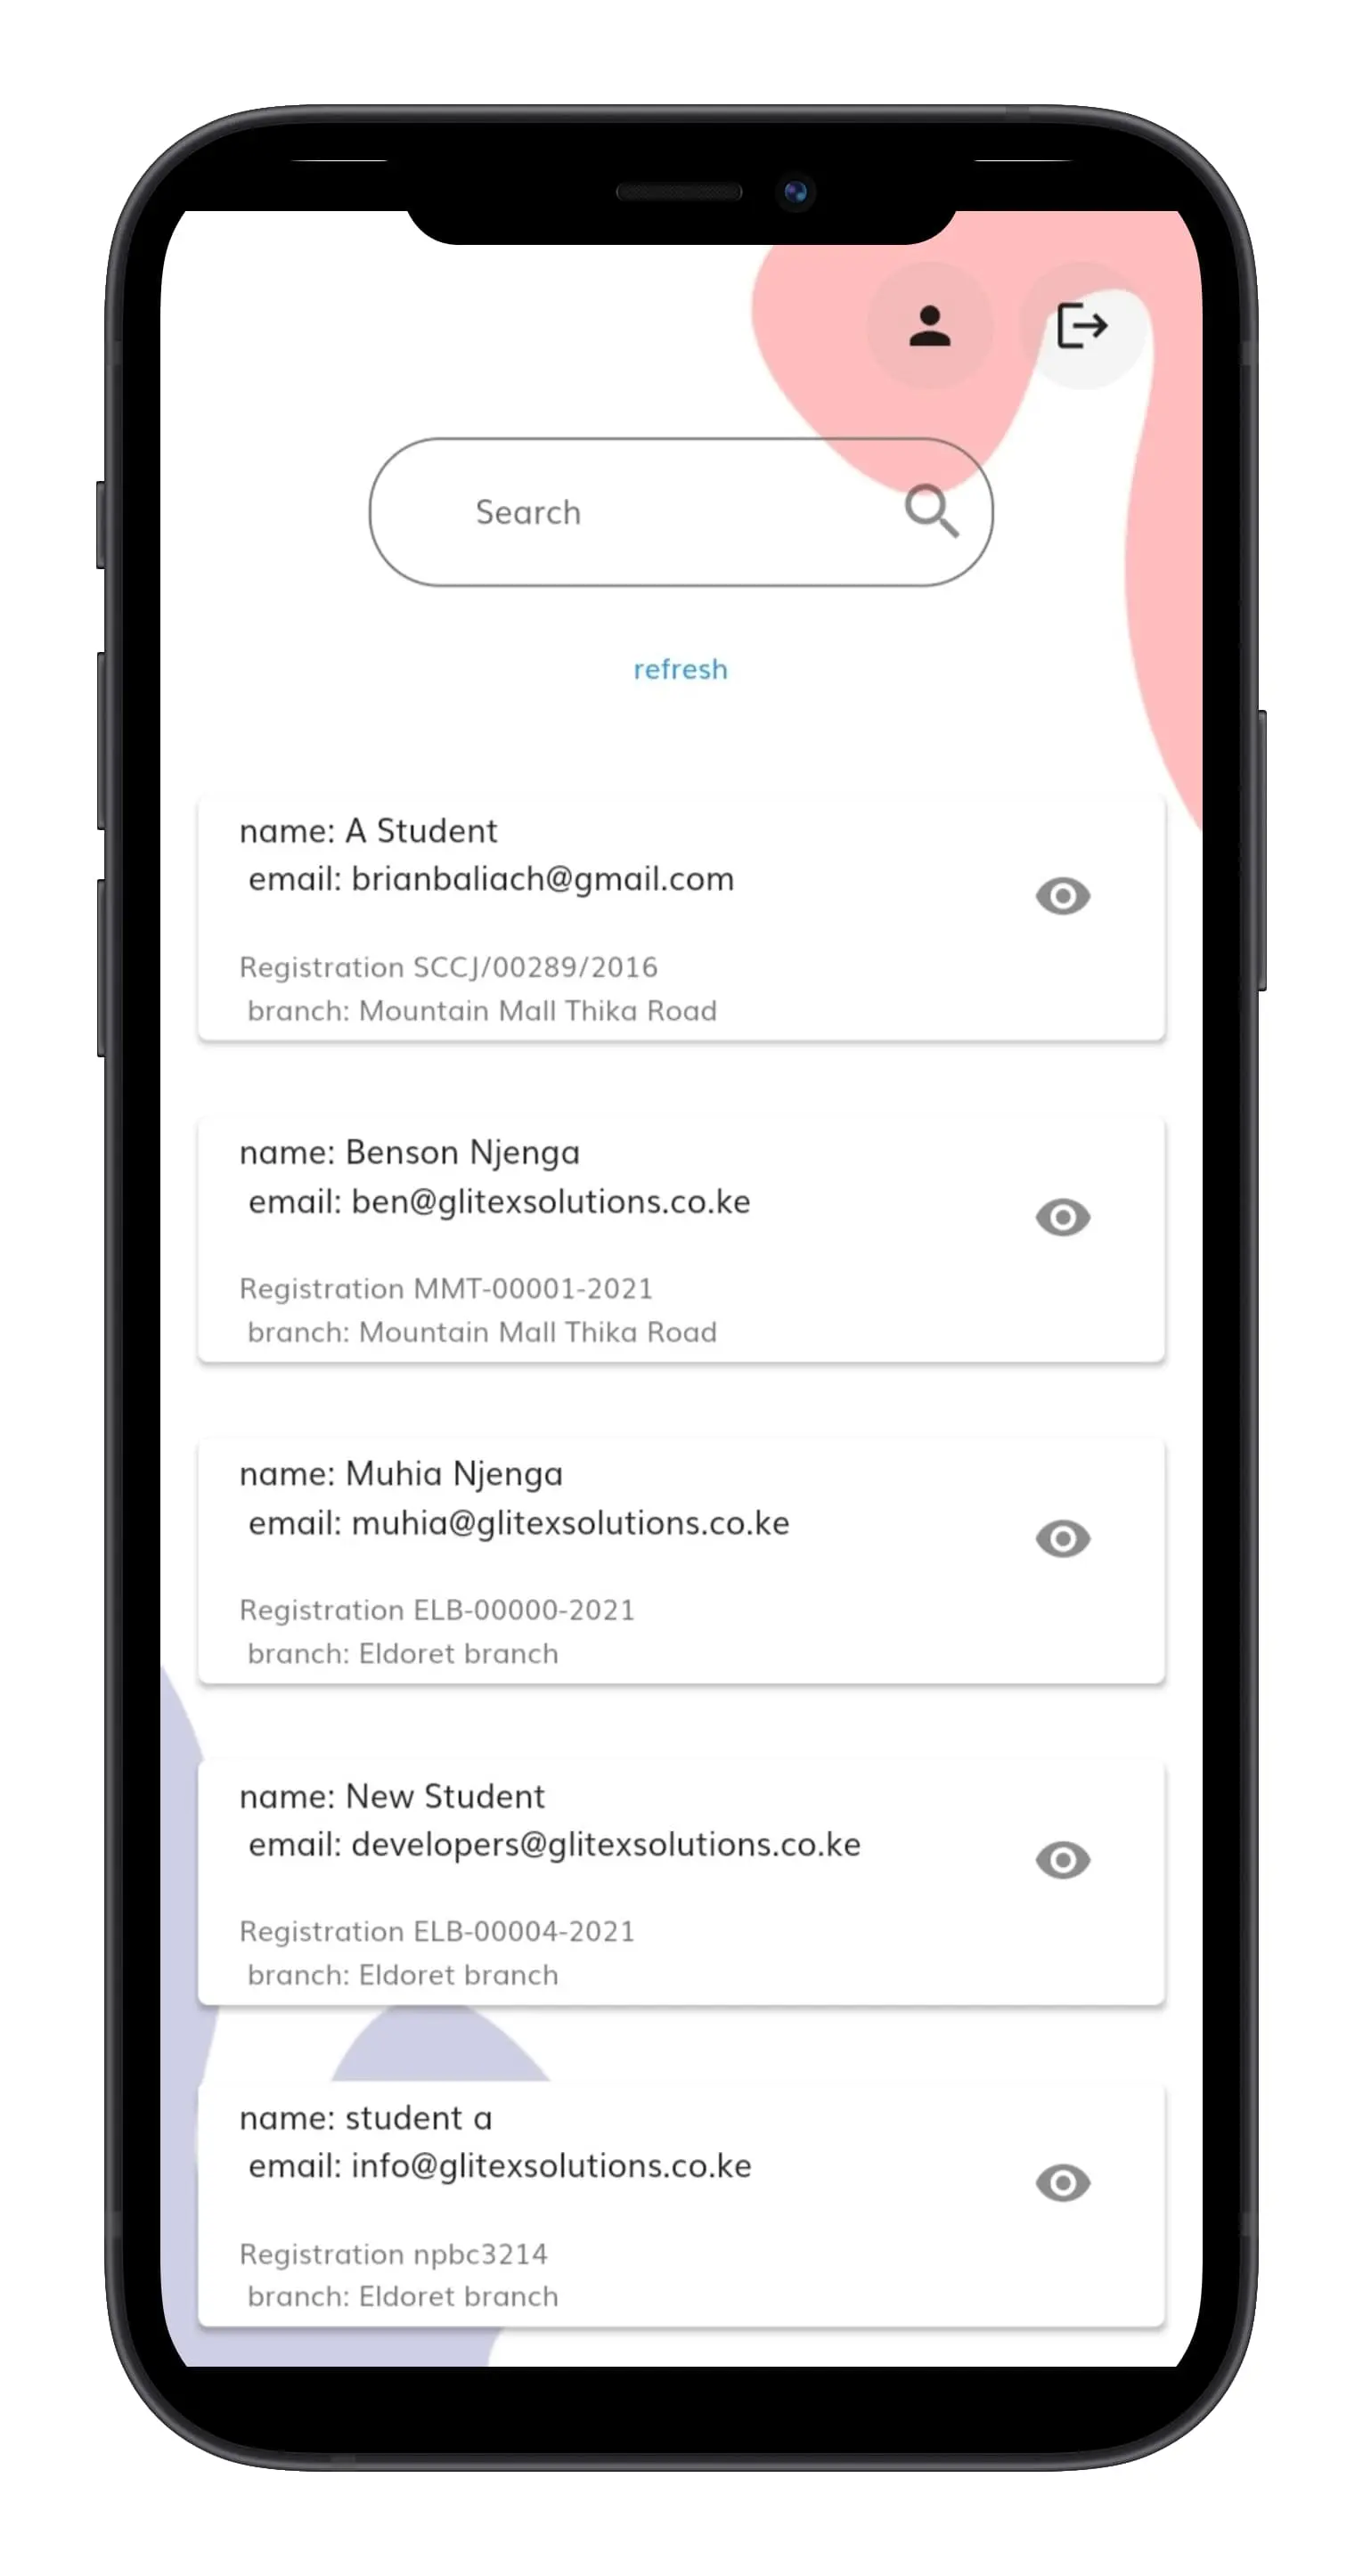 Search
refresh
name: A Student
email: brianbaliach@gmail.com
Registration SCCJ/00289/2016
branch: Mountain Mall Thika Road
name: Benson Njenga
email: ben@glitexsolutions.co.ke
Registration MMT-00001-2021
branch: Mountain Mall Thika Road
name: Muhia Njenga
email: muhia@glitexsolutions.co.ke
Registration ELB-00000-2021
branch: Eldoret branch
name: New Student
email: developers@glitexsolutions.co.ke
Registration ELB-00004-2021
branch: Eldoret branch
name: student a
email: info@glitexsolutions.co.ke
Registration npbc3214
branch: Eldoret branch